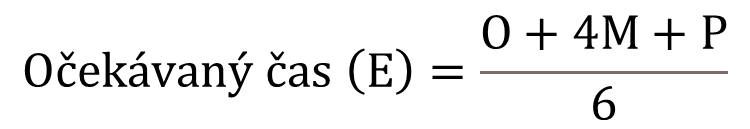 Očekávaný čas (E) = (O + 4M + P) / 6